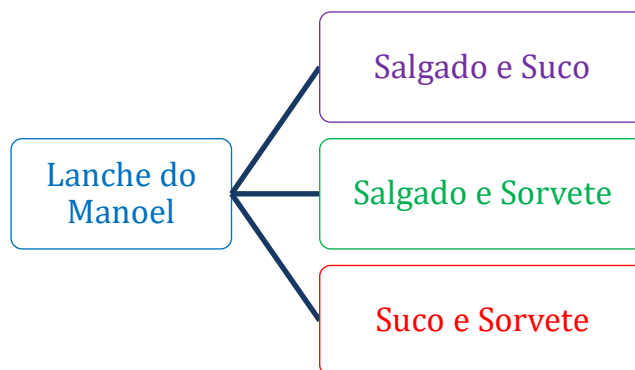 Lanche do
Manoel
Salgado e Suco
Salgado e Sorvete
Suco e Sorvete